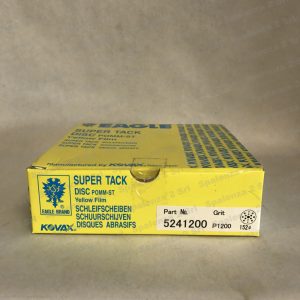 EAGLE
Manufactured by KOVAX
SUPER TACK
DISC POMM-ST
Yellow Film
SCHLEIFSCHEIBEN
SCHUURSCHIJVEN
DISQUES ABRASIFS
EAGLE BRAND
KOVAX
Part No. Grit
5241200 P1200
152φ